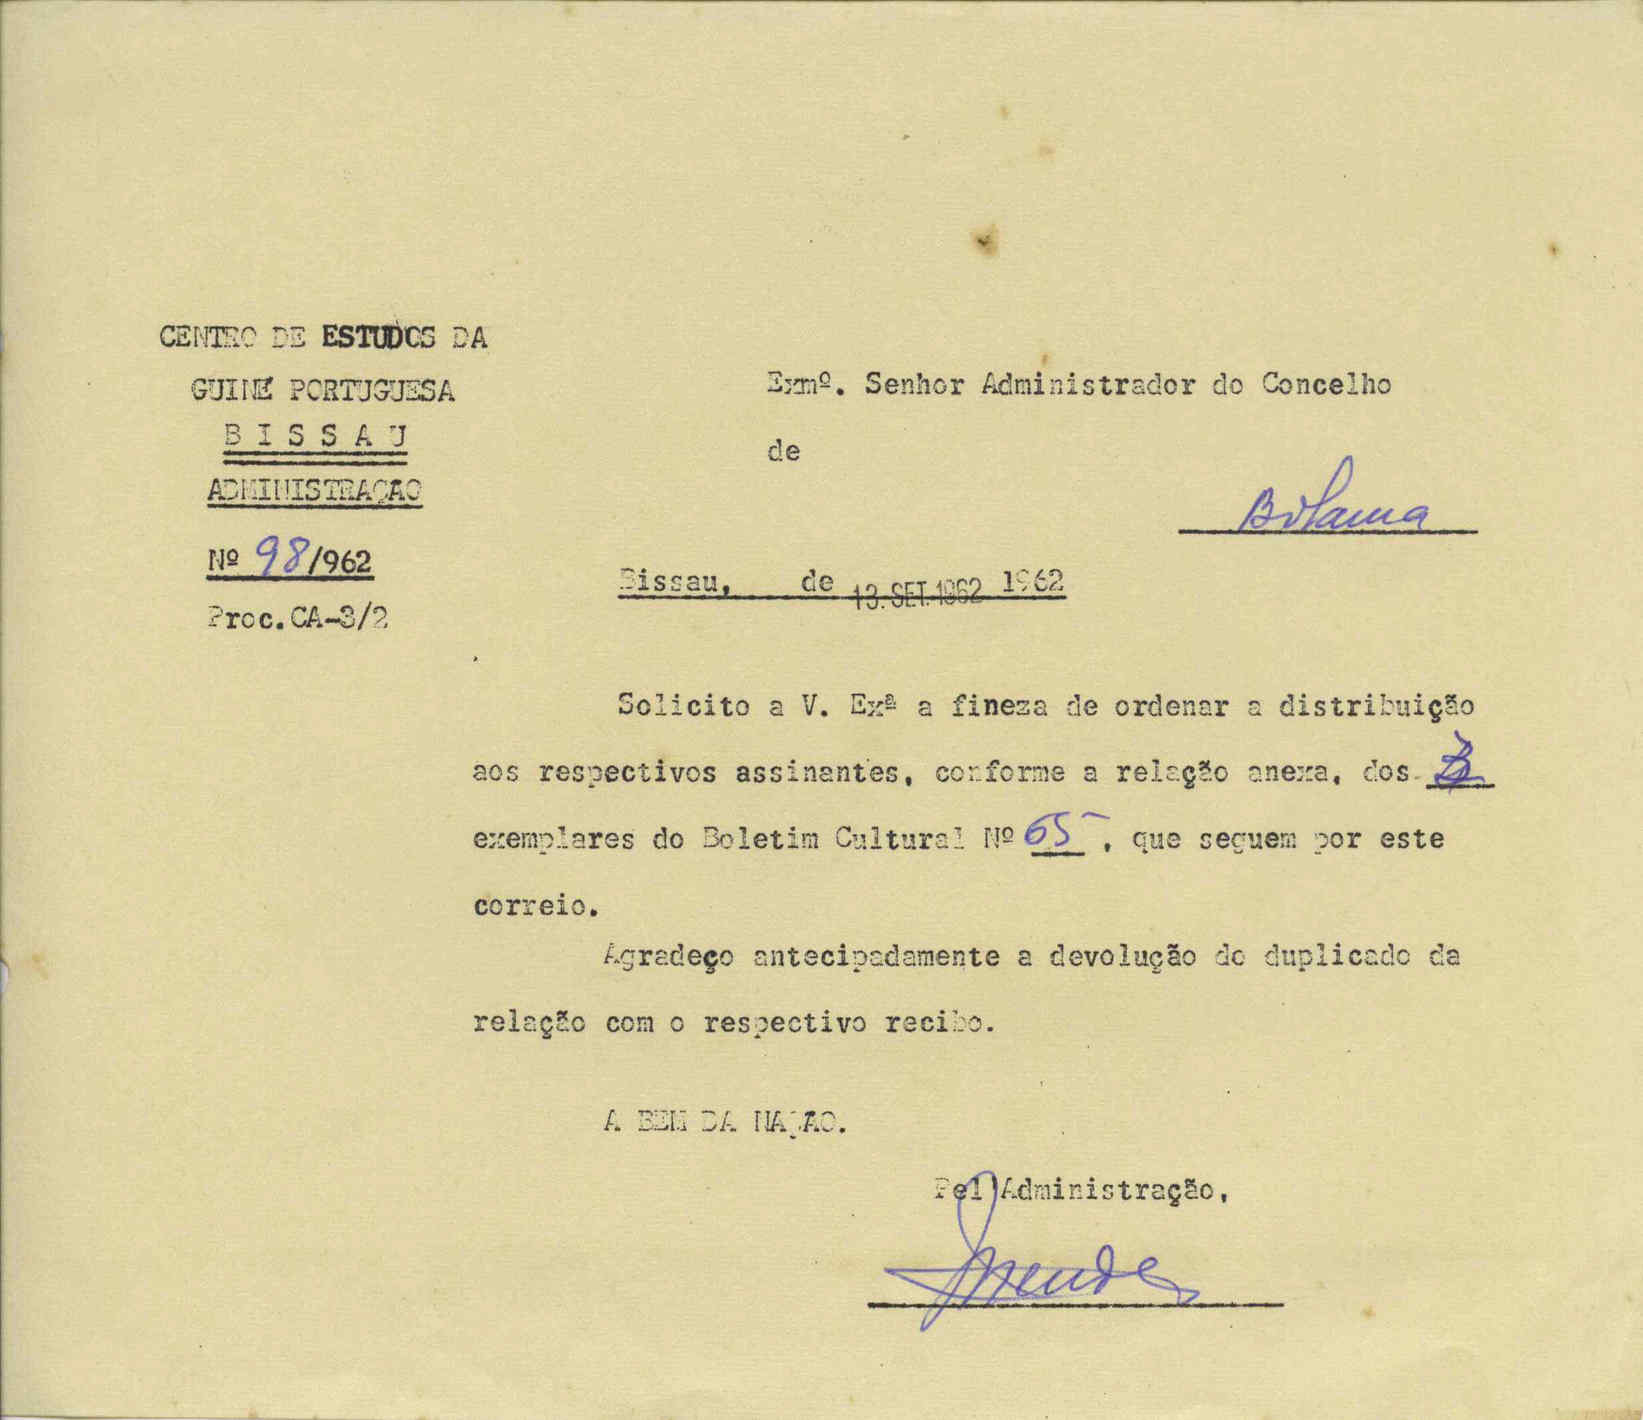 CENTRO DE ESTUDOS DA
GUINÉ PORTUGUESA
B I S S A U
ADMINISTRAÇÃO
Nº 98/962
Proc.CA-3/2
Exmº. Senhor Administrador do Concelho
de
Bolama
Bissau, de 13. SET. 1962 1962
Solicito a V. Exª a fineza de ordenar a distribuição
aos respectivos assinantes, conforme a relação anexa, dos
exemplares do Boletim Cultural Nº 65, que seguem por este
correio.
Agradeço antecipadamente a devolução do duplicado da
relação com o respectivo recibo.
A BEM DA NAÇÃO.
Pel'Administração,
Mendes